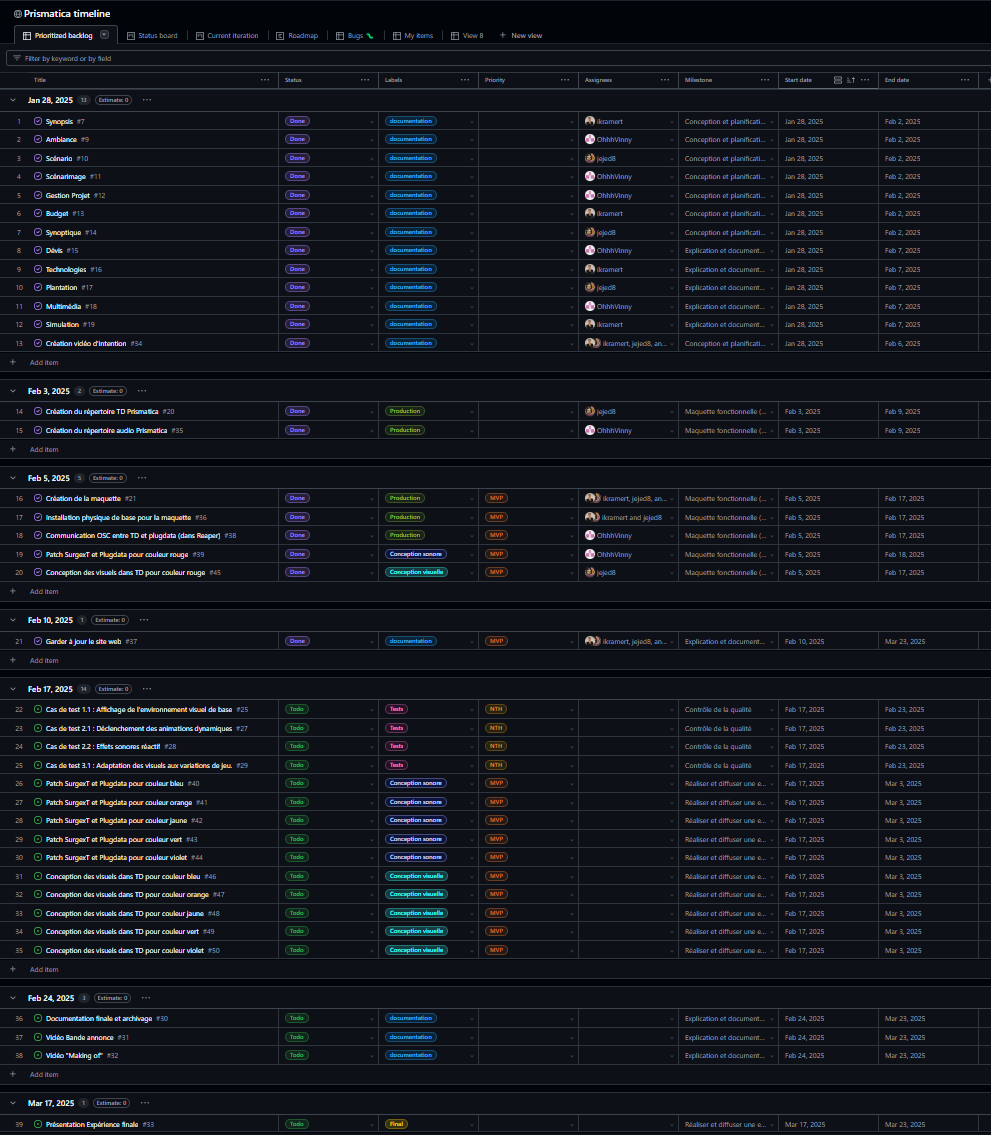 Prismatica timeline
Prioritized backlog Status board Current iteration Roadmap Bugs My items View 8 New view
Filter by keyword or by field
Title Status Labels Priority Assignees Milestone Start date End date
Jan 28, 2025 13 Estimate: 0
1 Synopsis #7 Done documentation ikramert Conception et planificati... Jan 28, 2025 Feb 2, 2025
2 Ambiance #9 Done documentation OhhhVinny Conception et planificati... Jan 28, 2025 Feb 2, 2025
3 Scénario #10 Done documentation jejed8 Conception et planificati... Jan 28, 2025 Feb 2, 2025
4 Scénarimage #11 Done documentation OhhhVinny Conception et planificati... Jan 28, 2025 Feb 2, 2025
5 Gestion Projet #12 Done documentation OhhhVinny Conception et planificati... Jan 28, 2025 Feb 2, 2025
6 Budget #13 Done documentation ikramert Conception et planificati... Jan 28, 2025 Feb 2, 2025
7 Synoptique #14 Done documentation jejed8 Conception et planificati... Jan 28, 2025 Feb 2, 2025
8 Dévis #15 Done documentation OhhhVinny Explication et document... Jan 28, 2025 Feb 7, 2025
9 Technologies #16 Done documentation ikramert Explication et document... Jan 28, 2025 Feb 7, 2025
10 Plantation #17 Done documentation jejed8 Explication et document... Jan 28, 2025 Feb 7, 2025
11 Multimédia #18 Done documentation OhhhVinny Explication et document... Jan 28, 2025 Feb 7, 2025
12 Simulation #19 Done documentation ikramert Explication et document... Jan 28, 2025 Feb 7, 2025
13 Création vidéo d'intention #34 Done documentation ikramert, jejed8, an... Conception et planificati... Jan 28, 2025 Feb 6, 2025
Add item
Feb 3, 2025 2 Estimate: 0
14 Création du répertoire TD Prismatica #20 Done Production jejed8 Maquette fonctionnelle (... Feb 3, 2025 Feb 9, 2025
15 Création du répertoire audio Prismatica #35 Done Production OhhhVinny Maquette fonctionnelle (... Feb 3, 2025 Feb 9, 2025
Add item
Feb 5, 2025 5 Estimate: 0
16 Création de la maquette #21 Done Production MVP ikramert, jejed8, an... Maquette fonctionnelle (... Feb 5, 2025 Feb 17, 2025
17 Installation physique de base pour la maquette #36 Done Production MVP ikramert and jejed8 Maquette fonctionnelle (... Feb 5, 2025 Feb 17, 2025
18 Communication OSC entre TD et plugdata (dans Reaper) #38 Done Production MVP OhhhVinny Maquette fonctionnelle (... Feb 5, 2025 Feb 17, 2025
19 Patch SurgexT et Plugdata pour couleur rouge #39 Done Conception sonore MVP OhhhVinny Maquette fonctionnelle (... Feb 5, 2025 Feb 18, 2025
20 Conception des visuels dans TD pour couleur rouge #45 Done Conception visuelle MVP jejed8 Maquette fonctionnelle (... Feb 5, 2025 Feb 17, 2025
Add item
Feb 10, 2025 1 Estimate: 0
21 Garder à jour le site web #37 Done documentation MVP ikramert, jejed8, an... Explication et document... Feb 10, 2025 Mar 23, 2025
Add item
Feb 17, 2025 14 Estimate: 0
22 Cas de test 1.1 : Affichage de l'environnement visuel de base #25 Todo Tests NTH Contrôle de la qualité Feb 17, 2025 Feb 23, 2025
23 Cas de test 2.1 : Déclenchement des animations dynamiques #27 Todo Tests NTH Contrôle de la qualité Feb 17, 2025 Feb 23, 2025
24 Cas de test 2.2 : Effets sonores réactif #28 Todo Tests NTH Contrôle de la qualité Feb 17, 2025 Feb 23, 2025
25 Cas de test 3.1 : Adaptation des visuels aux variations de jeu. #29 Todo Tests NTH Contrôle de la qualité Feb 17, 2025 Feb 23, 2025
26 Patch SurgexT et Plugdata pour couleur bleu #40 Todo Conception sonore MVP Réaliser et diffuser une e... Feb 17, 2025 Mar 3, 2025
27 Patch SurgexT et Plugdata pour couleur orange #41 Todo Conception sonore MVP Réaliser et diffuser une e... Feb 17, 2025 Mar 3, 2025
28 Patch SurgexT et Plugdata pour couleur jaune #42 Todo Conception sonore MVP Réaliser et diffuser une e... Feb 17, 2025 Mar 3, 2025
29 Patch SurgexT et Plugdata pour couleur vert #43 Todo Conception sonore MVP Réaliser et diffuser une e... Feb 17, 2025 Mar 3, 2025
30 Patch SurgexT et Plugdata pour couleur violet #44 Todo Conception sonore MVP Réaliser et diffuser une e... Feb 17, 2025 Mar 3, 2025
31 Conception des visuels dans TD pour couleur bleu #46 Todo Conception visuelle MVP Réaliser et diffuser une e... Feb 17, 2025 Mar 3, 2025
32 Conception des visuels dans TD pour couleur orange #47 Todo Conception visuelle MVP Réaliser et diffuser une e... Feb 17, 2025 Mar 3, 2025
33 Conception des visuels dans TD pour couleur jaune #48 Todo Conception visuelle MVP Réaliser et diffuser une e... Feb 17, 2025 Mar 3, 2025
34 Conception des visuels dans TD pour couleur vert #49 Todo Conception visuelle MVP Réaliser et diffuser une e... Feb 17, 2025 Mar 3, 2025
35 Conception des visuels dans TD pour couleur violet #50 Todo Conception visuelle MVP Réaliser et diffuser une e... Feb 17, 2025 Mar 3, 2025
Add item
Feb 24, 2025 3 Estimate: 0
36 Documentation finale et archivage #30 Todo documentation Explication et document... Feb 24, 2025 Mar 23, 2025
37 Vidéo Bande annonce #31 Todo documentation Explication et document... Feb 24, 2025 Mar 23, 2025
38 Vidéo "Making of" #32 Todo documentation Explication et document... Feb 24, 2025 Mar 23, 2025
Add item
Mar 17, 2025 1 Estimate: 0
39 Présentation Expérience finale #33 Todo Final Mar 17, 2025 Mar 23, 2025